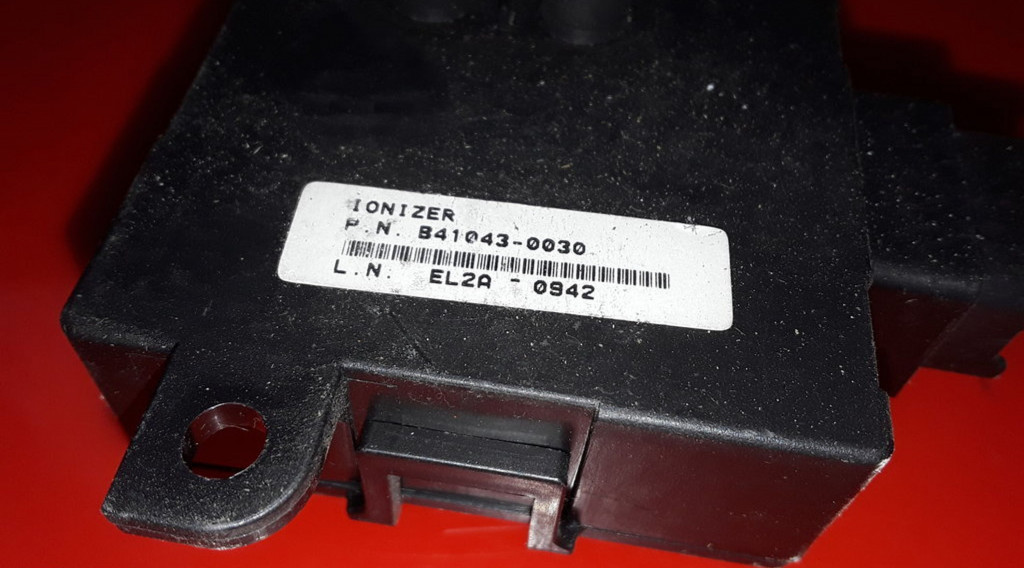 IONIZER
P.N. B41043-0030
L.N. EL2A - 0942